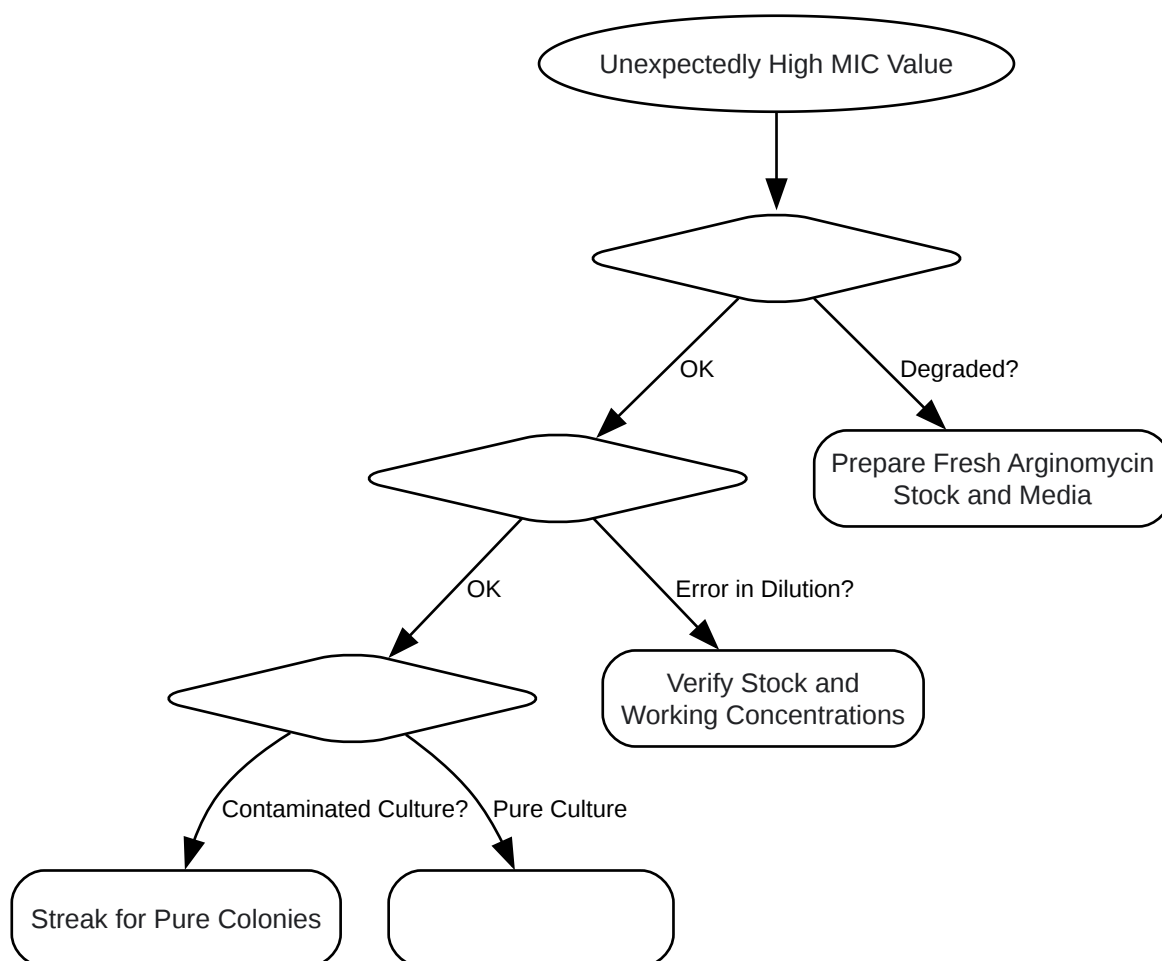 Unexpectedly High MIC Value
OK
Degraded?
Prepare Fresh Arginomycin
Stock and Media
OK
Error in Dilution?
Verify Stock and
Working Concentrations
Contaminated Culture?
Pure Culture
Streak for Pure Colonies